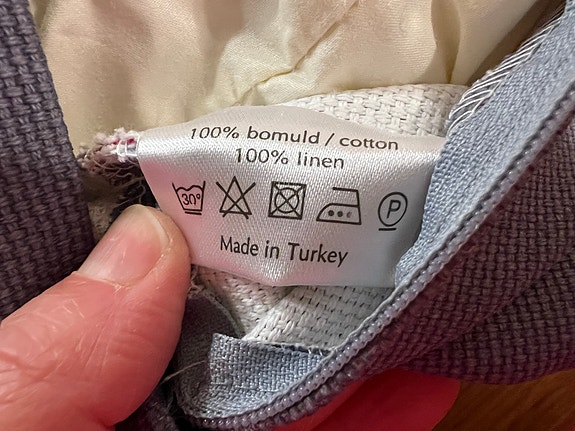 100% bomuld / cotton
100% linen
30° P
Made in Turkey